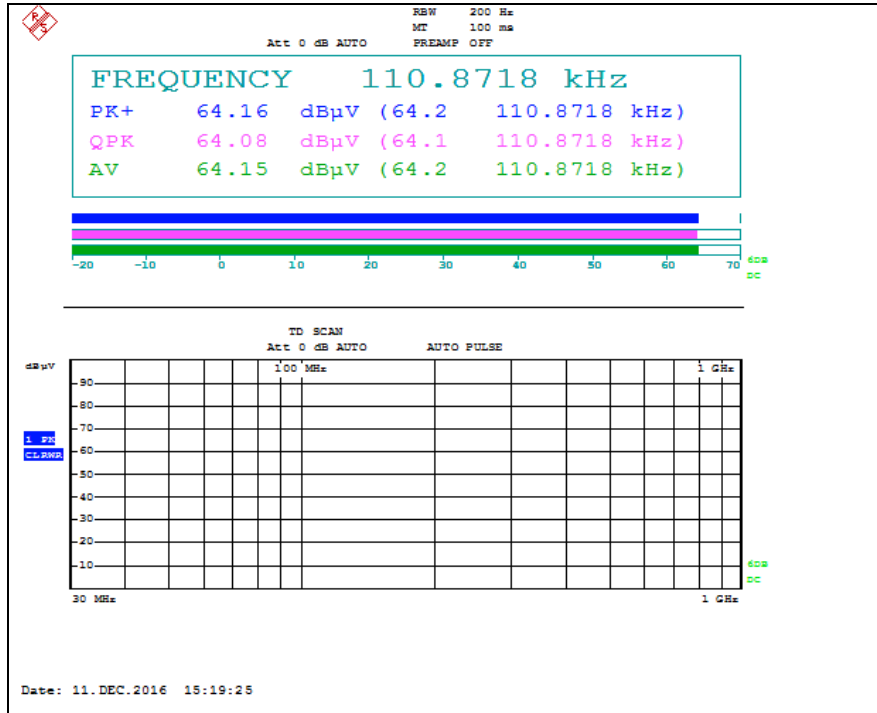 RBW 200 Hz
MT 100 ms
Att 0 dB AUTO PREAMP OFF
FREQUENCY 110.8718 kHz
PK+ 64.16 dBµV (64.2 110.8718 kHz)
QPK 64.08 dBµV (64.1 110.8718 kHz)
AV 64.15 dBµV (64.2 110.8718 kHz)
-20 -10 0 10 20 30 40 50 60 70
6DB
DC
TD SCAN
Att 0 dB AUTO AUTO PULSE
dBµV
100 MHz 1 GHz
90
80
70
1 PK
60
CLRWR
50
40
30
20
10
6DB
DC
30 MHz 1 GHz
Date: 11.DEC.2016 15:19:25